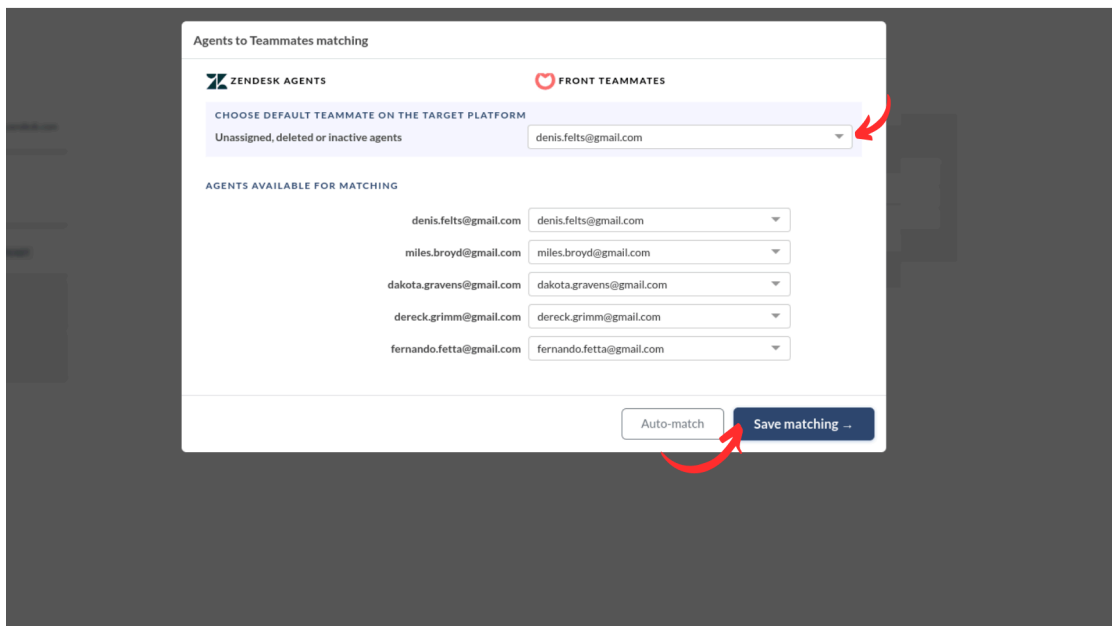 Agents to Teammates matching
ZENDESK AGENTS
FRONT TEAMMATES
CHOOSE DEFAULT TEAMMATE ON THE TARGET PLATFORM
Unassigned, deleted or inactive agents
denis.felts@gmail.com
AGENTS AVAILABLE FOR MATCHING
denis.felts@gmail.com denis.felts@gmail.com
miles.broyd@gmail.com miles.broyd@gmail.com
dakota.gravens@gmail.com dakota.gravens@gmail.com
dereck.grimm@gmail.com dereck.grimm@gmail.com
fernando.fetta@gmail.com fernando.fetta@gmail.com
Auto-match
Save matching →